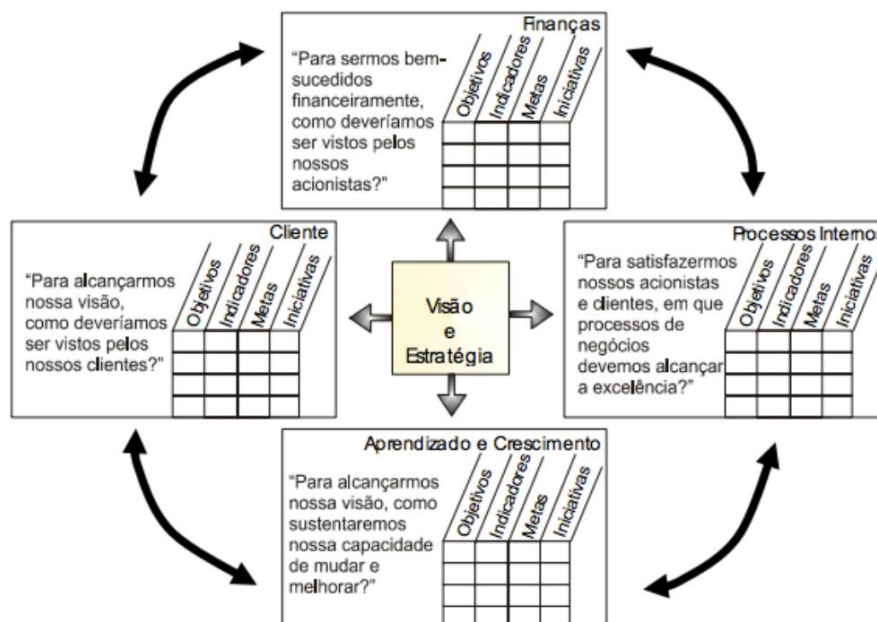 Finanças
“Para sermos bem-
sucedidos
financeiramente,
como deveríamos
ser vistos pelos
nossos
acionistas?”
Objetivos
Indicadores
Metas
Iniciativas
Cliente
“Para alcançarmos
nossa visão,
como deveríamos
ser vistos pelos
nossos clientes?”
Objetivos
Indicadores
Metas
Iniciativas
Visão
e
Estratégia
Processos Internos
“Para satisfazermos
nossos acionistas
e clientes, em que
processos de
negócios
devemos alcançar
a excelência?”
Objetivos
Indicadores
Metas
Iniciativas
Aprendizado e Crescimento
“Para alcançarmos
nossa visão, como
sustentaremos
nossa capacidade
de mudar e
melhorar?”
Objetivos
Indicadores
Metas
Iniciativas